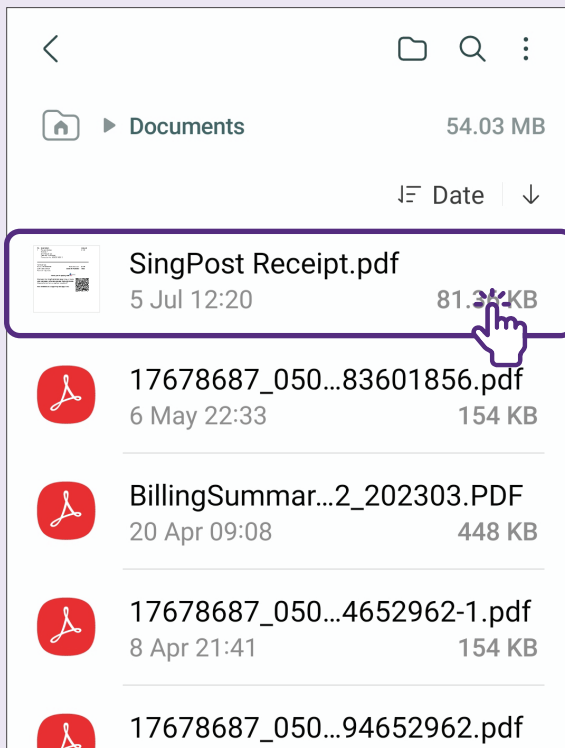 Documents 54.03 MB
Date
SingPost Receipt.pdf
5 Jul 12:20 KB
17678687_050...83601856.pdf
6 May 22:33 154 KB
BillingSummar...2_202303.PDF
20 Apr 09:08 448 KB
17678687_050...4652962-1.pdf
8 Apr 21:41 154 KB
17678687_050...94652962.pdf